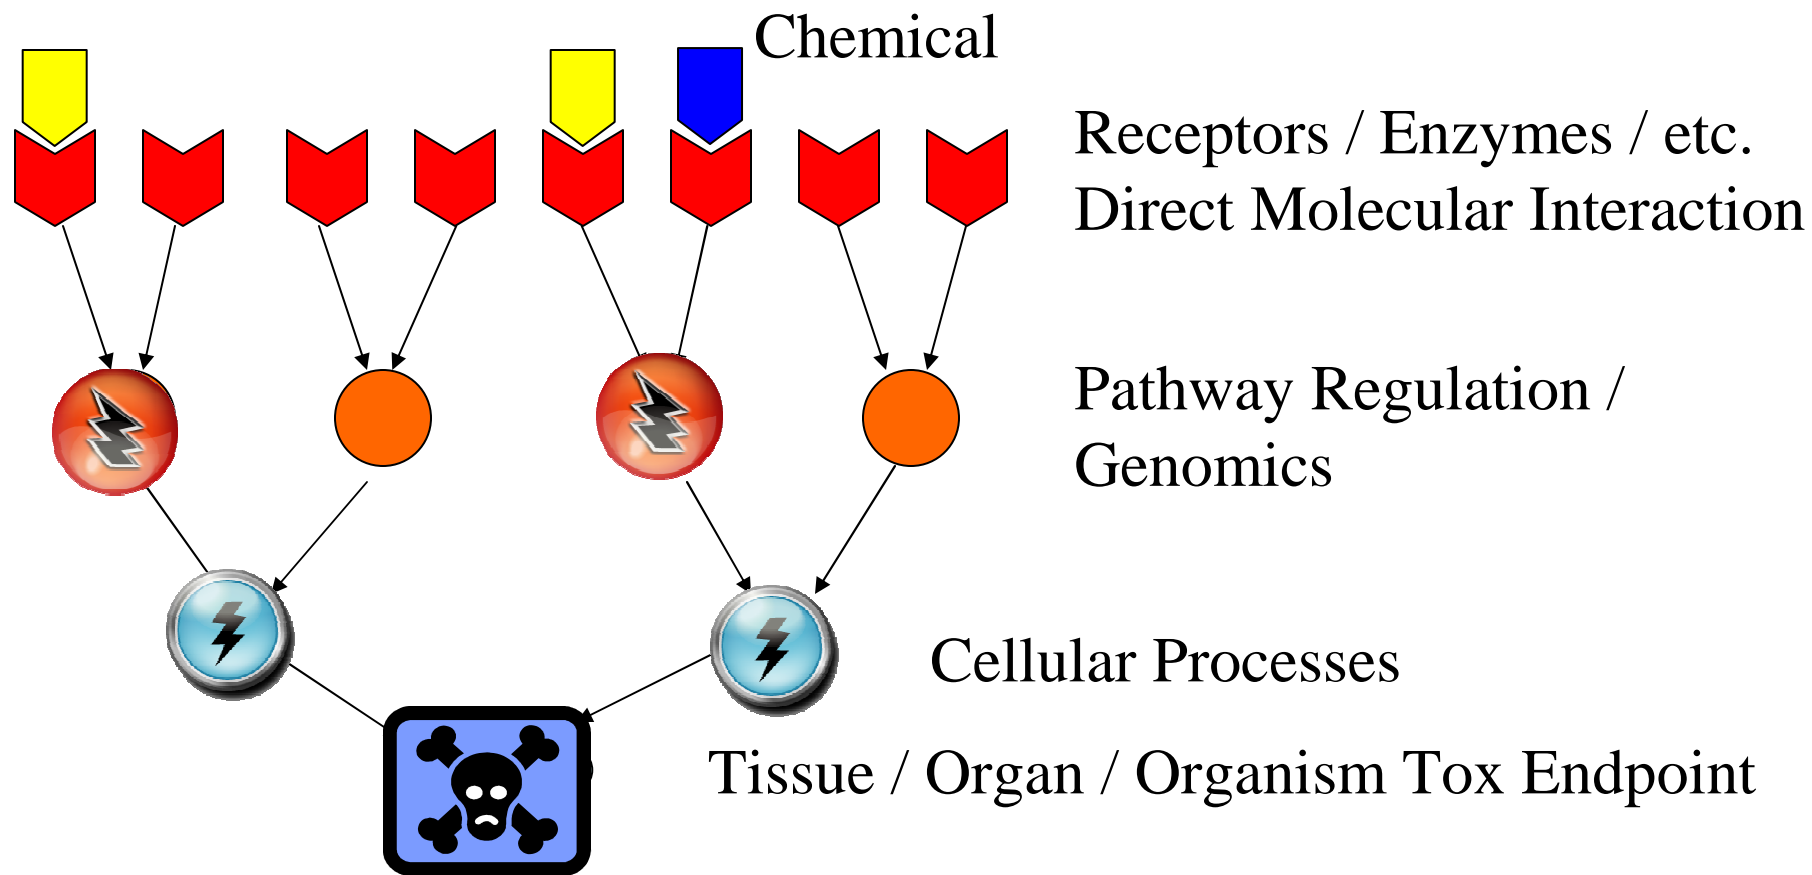 Chemical
Receptors / Enzymes / etc.
Direct Molecular Interaction
Pathway Regulation /
Genomics
Cellular Processes
Tissue / Organ / Organism Tox Endpoint